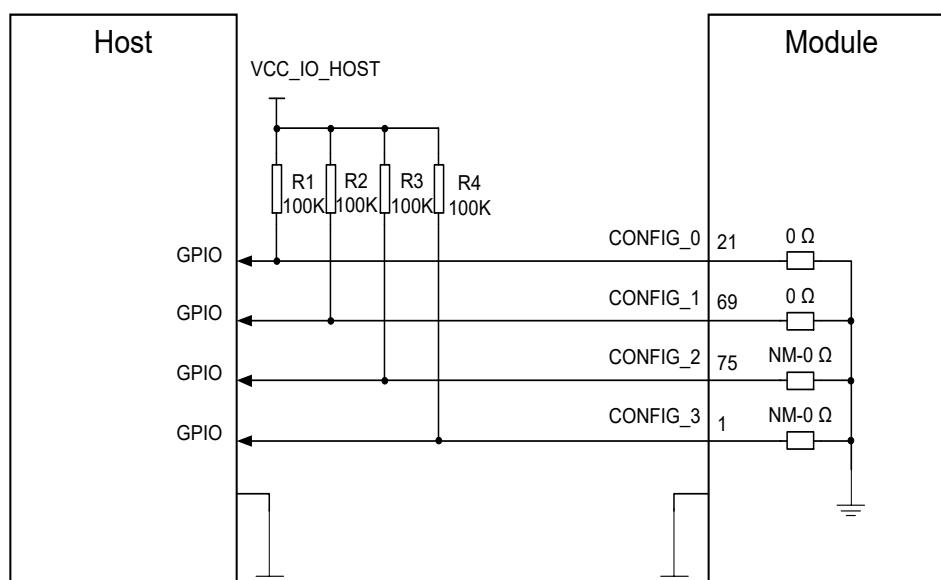 Host
Module
VCC_IO_HOST
R1
100K
R2
100K
R3
100K
R4
100K
GPIO
CONFIG_0
21
0 Ω
GPIO
CONFIG_1
69
0 Ω
GPIO
CONFIG_2
75
NM-0 Ω
GPIO
CONFIG_3
1
NM-0 Ω